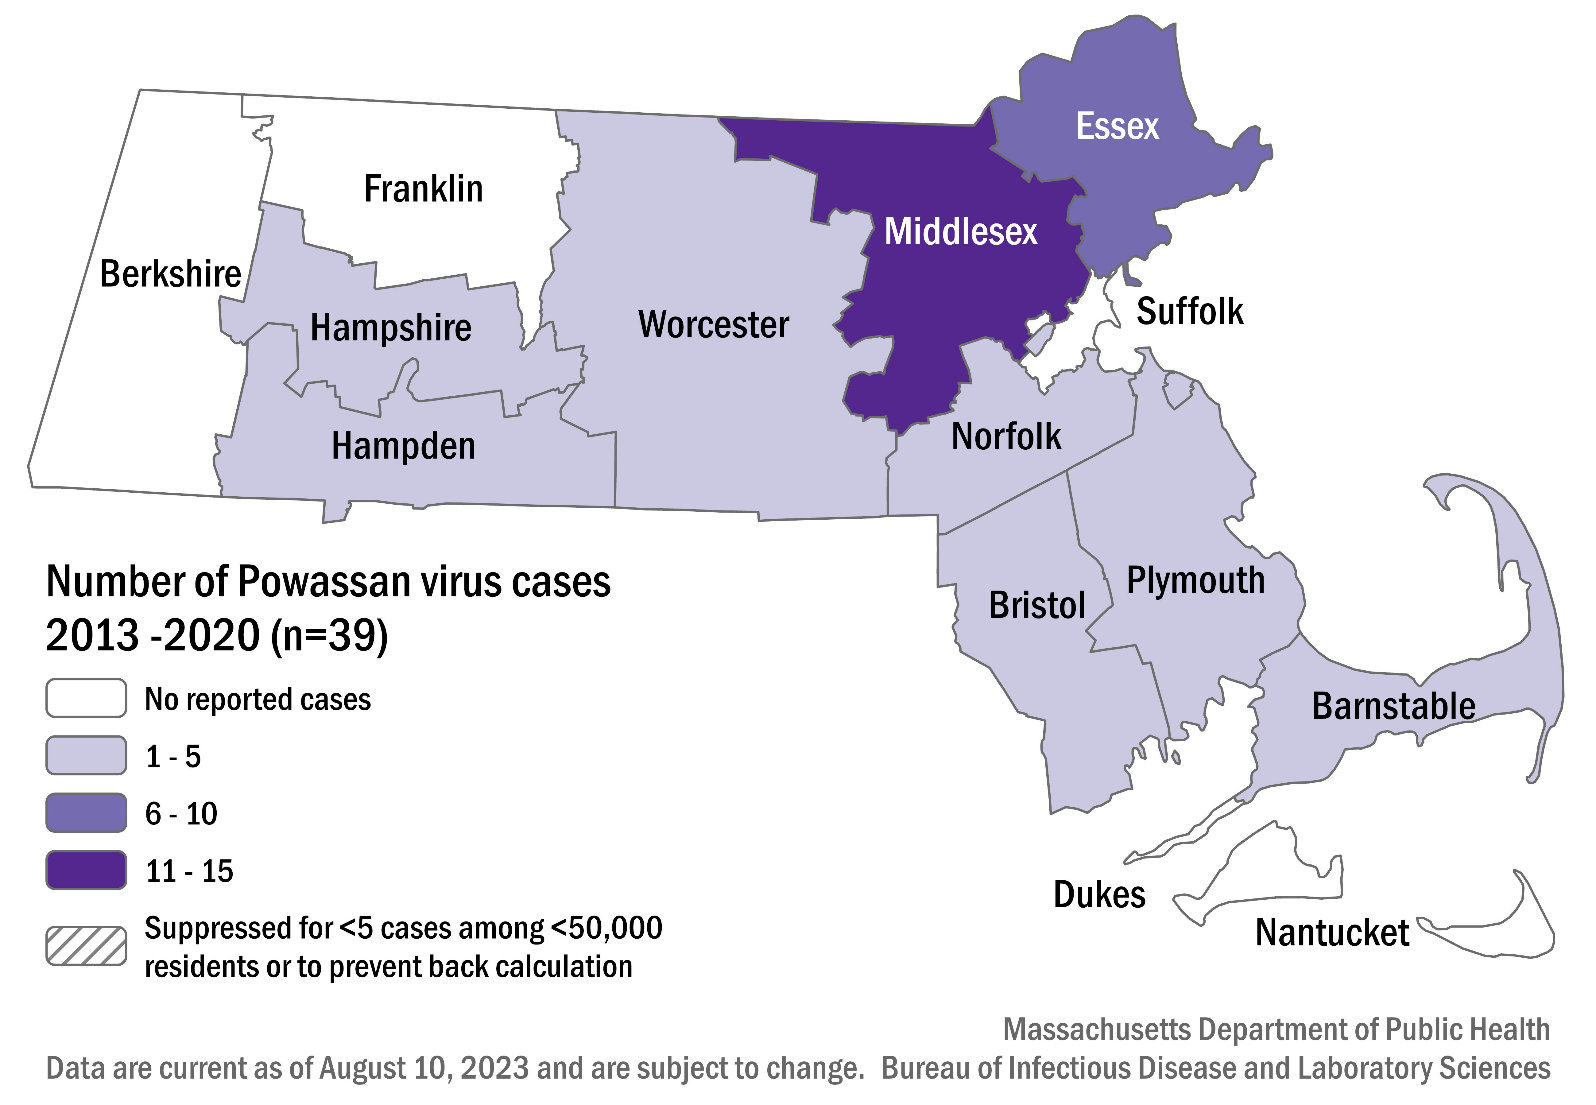 Essex
Franklin
Middlesex
Berkshire
Suffolk
Hampshire
Worcester
Norfolk
Hampden
Number of Powassan virus cases
2013 -2020 (n=39)
Plymouth
Bristol
No reported cases
Barnstable
1 - 5
6 - 10
11 - 15
Dukes
Suppressed for <5 cases among <50,000
residents or to prevent back calculation
Nantucket
Massachusetts Department of Public Health
Data are current as of August 10, 2023 and are subject to change. Bureau of Infectious Disease and Laboratory Sciences